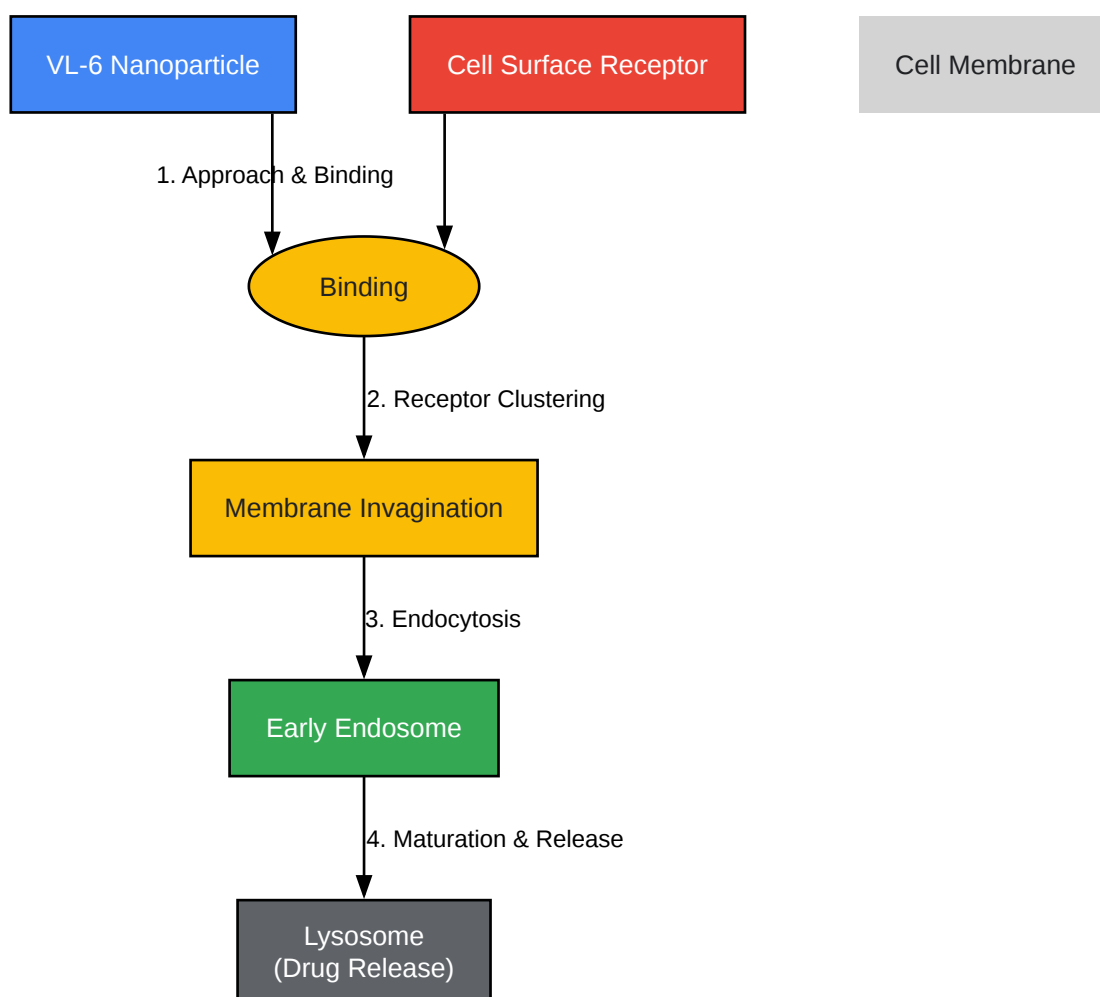 VL-6 Nanoparticle
Cell Surface Receptor
Cell Membrane
1. Approach & Binding
Binding
2. Receptor Clustering
Membrane Invagination
3. Endocytosis
Early Endosome
4. Maturation & Release
Lysosome
(Drug Release)